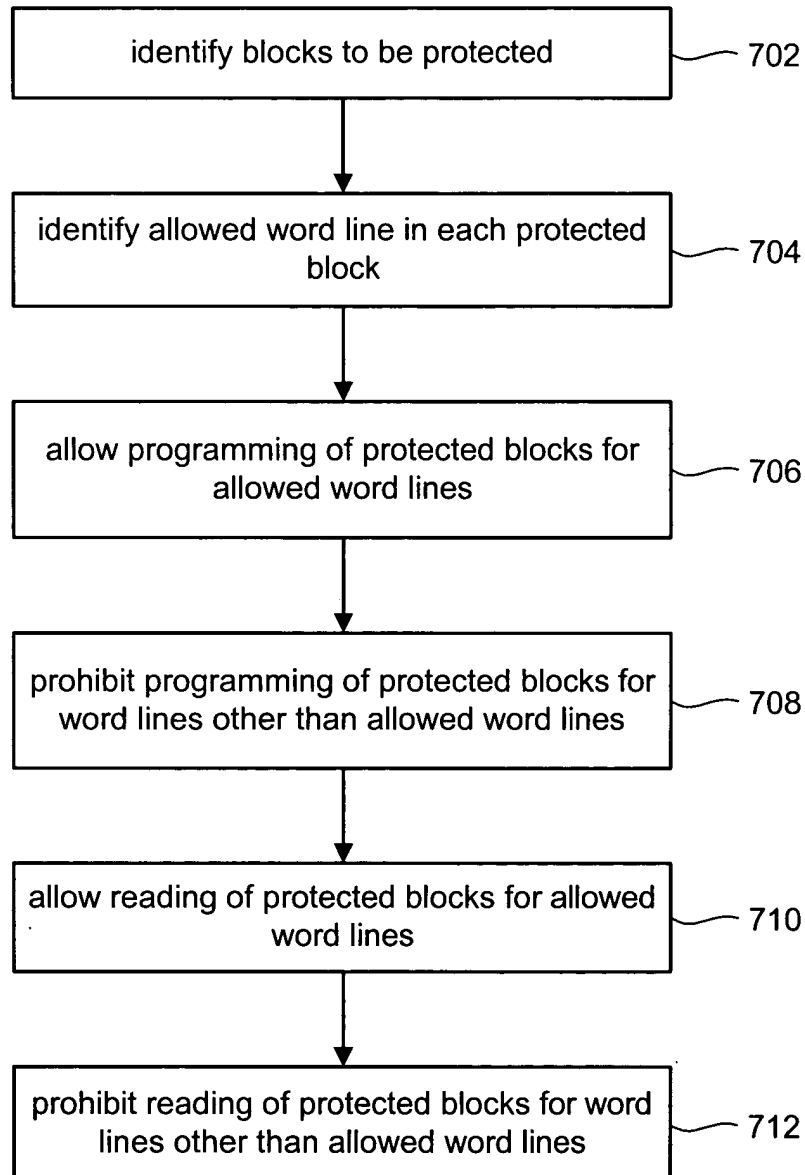 identify blocks to be protected
702
identify allowed word line in each protected
block
704
allow programming of protected blocks for
allowed word lines
706
prohibit programming of protected blocks for
word lines other than allowed word lines
708
allow reading of protected blocks for allowed
word lines
710
prohibit reading of protected blocks for word
lines other than allowed word lines
712